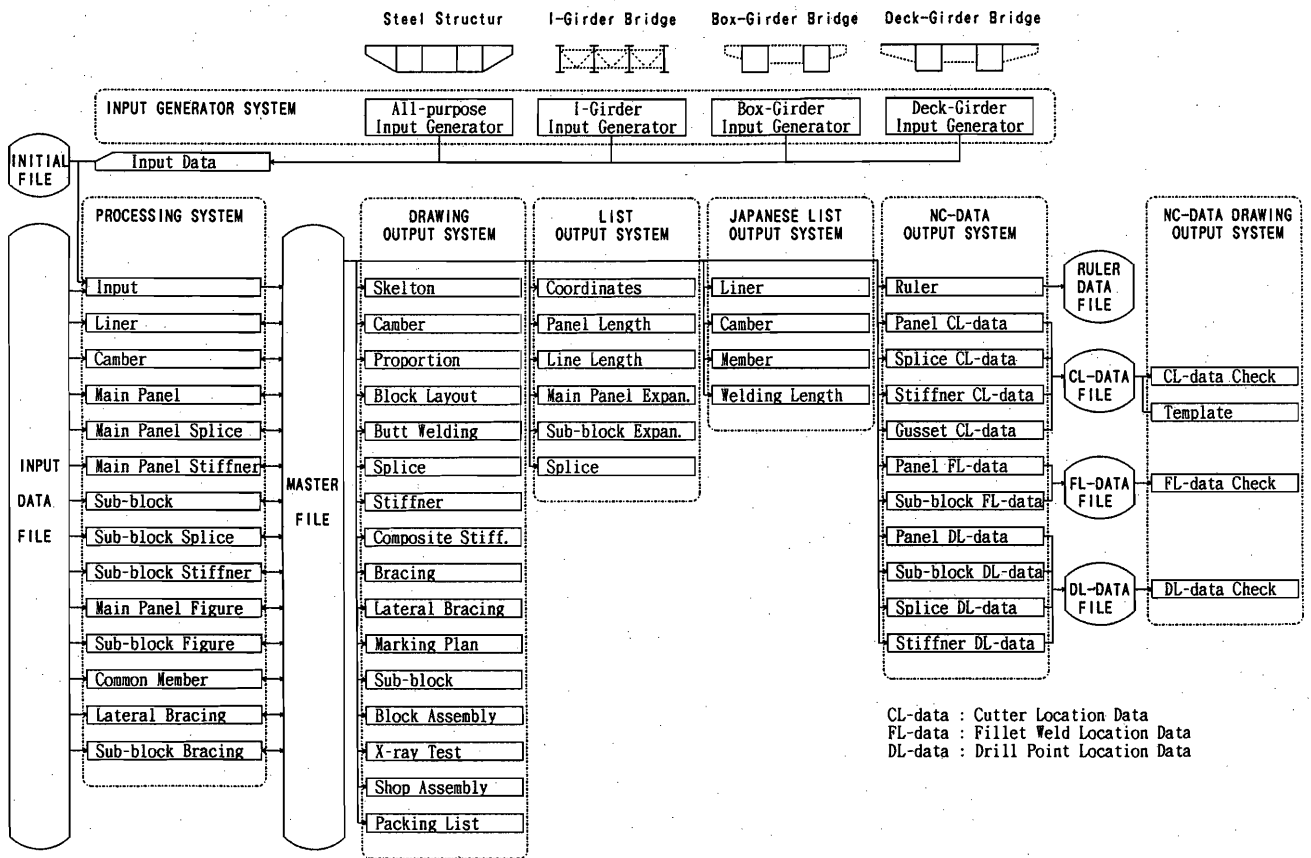 Steel Structur
I-Girder Bridge
Box-Girder Bridge
Deck-Girder Bridge
INPUT GENERATOR SYSTEM
All-purpose
Input Generator
I-Girder
Input Generator
Box-Girder
Input Generator
Deck-Girder
Input Generator
INITIAL
FILE
Input Data
PROCESSING SYSTEM
Input
Liner
Camber
Main Panel
Main Panel Splice
Main Panel Stiffner
Sub-block
Sub-block Splice
Sub-block Stiffner
Main Panel Figure
Sub-block Figure
Common Member
Lateral Bracing
Sub-block Bracing
INPUT
DATA
FILE
MASTER
FILE
DRAWING
OUTPUT SYSTEM
Skelton
Camber
Proportion
Block Layout
Butt Welding
Splice
Stiffner
Composite Stiff.
Bracing
Lateral Bracing
Marking Plan
Sub-block
Block Assembly
X-ray Test
Shop Assembly
Packing List
LIST
OUTPUT SYSTEM
Coordinates
Panel Length
Line Length
Main Panel Expan.
Sub-block Expan.
Splice
JAPANESE LIST
OUTPUT SYSTEM
Liner
Camber
Member
Welding Length
NC-DATA
OUTPUT SYSTEM
Ruler
Panel CL-data
Splice CL-data
Stiffner CL-data
Gusset CL-data
Panel FL-data
Sub-block FL-data
Panel DL-data
Sub-block DL-data
Splice DL-data
Stiffner DL-data
RULER
DATA
FILE
CL-DATA
FILE
FL-DATA
FILE
DL-DATA
FILE
NC-DATA DRAWING
OUTPUT SYSTEM
CL-data Check
Template
FL-data Check
DL-data Check
CL-data : Cutter Location Data
FL-data : Fillet Weld Location Data
DL-data : Drill Point Location Data